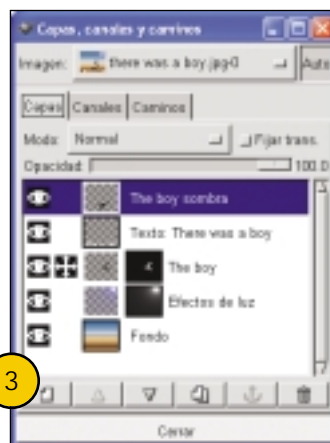 Capas, canales y caminos
Imagen: there was a boy.jpg-0 Auto
Capas Canales Caminos
Modo: Normal Fijar trans.
Opacidad: 100.0
The boy sombra
Texto: There was a boy
The boy
Efectos de luz
Fondo
3
Cerrar